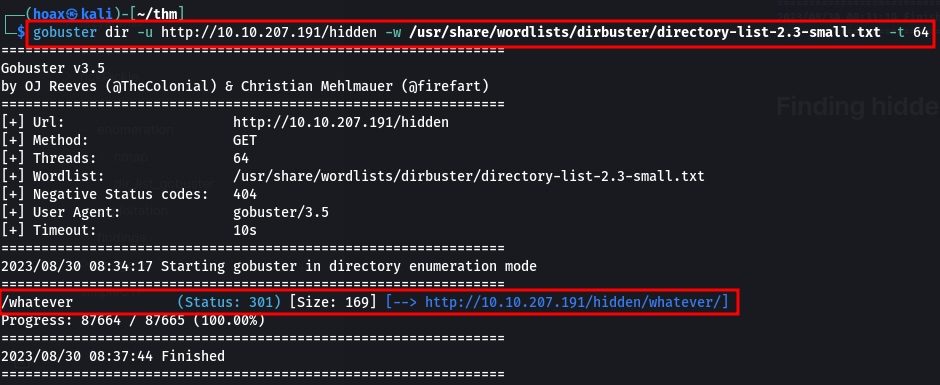 (hoax㉿kali)-[~/thm]
$ gobuster dir -u http://10.10.207.191/hidden -w /usr/share/wordlists/dirbuster/directory-list-2.3-small.txt -t 64
===============================================================
Gobuster v3.5
by OJ Reeves (@TheColonial) & Christian Mehlmauer (@firefart)
===============================================================
[+] Url:                     http://10.10.207.191/hidden
[+] Method:                  GET
[+] Threads:                 64
[+] Wordlist:                /usr/share/wordlists/dirbuster/directory-list-2.3-small.txt
[+] Negative Status codes:   404
[+] User Agent:              gobuster/3.5
[+] Timeout:                 10s
===============================================================
2023/08/30 08:34:17 Starting gobuster in directory enumeration mode
===============================================================
/whatever             (Status: 301) [Size: 169] [--> http://10.10.207.191/hidden/whatever/]
Progress: 87664 / 87665 (100.00%)
===============================================================
2023/08/30 08:37:44 Finished
===============================================================
Finding hidde